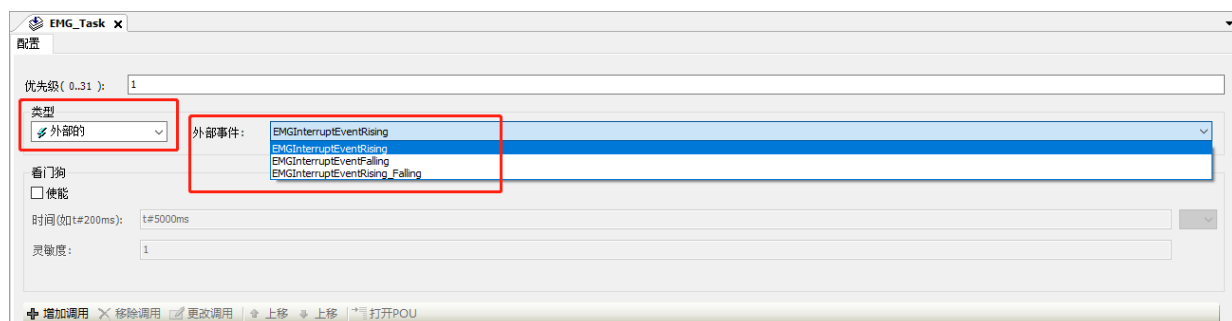 EMG_Task
配置
优先级( 0..31 ): 1
类型
外部的 外部事件: EMGInterruptEventRising
EMGInterruptEventRising
EMGInterruptEventFalling
EMGInterruptEventRising_Falling
看门狗
使能
时间(如t#200ms): t#5000ms
灵敏度: 1
增加调用 移除调用 更改调用 上移 上移 打开POU